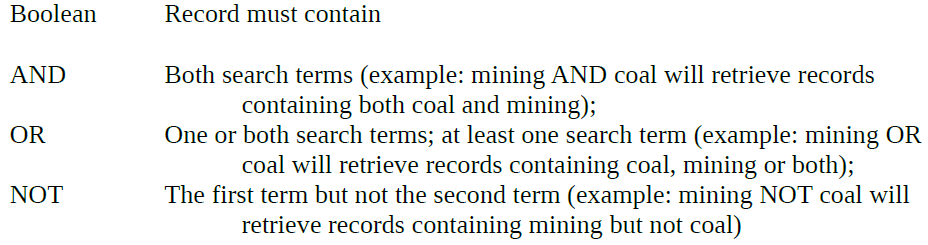 Boolean Record must contain
AND Both search terms (example: mining AND coal will retrieve records
containing both coal and mining);
OR One or both search terms; at least one search term (example: mining OR
coal will retrieve records containing coal, mining or both);
NOT The first term but not the second term (example: mining NOT coal will
retrieve records containing mining but not coal)